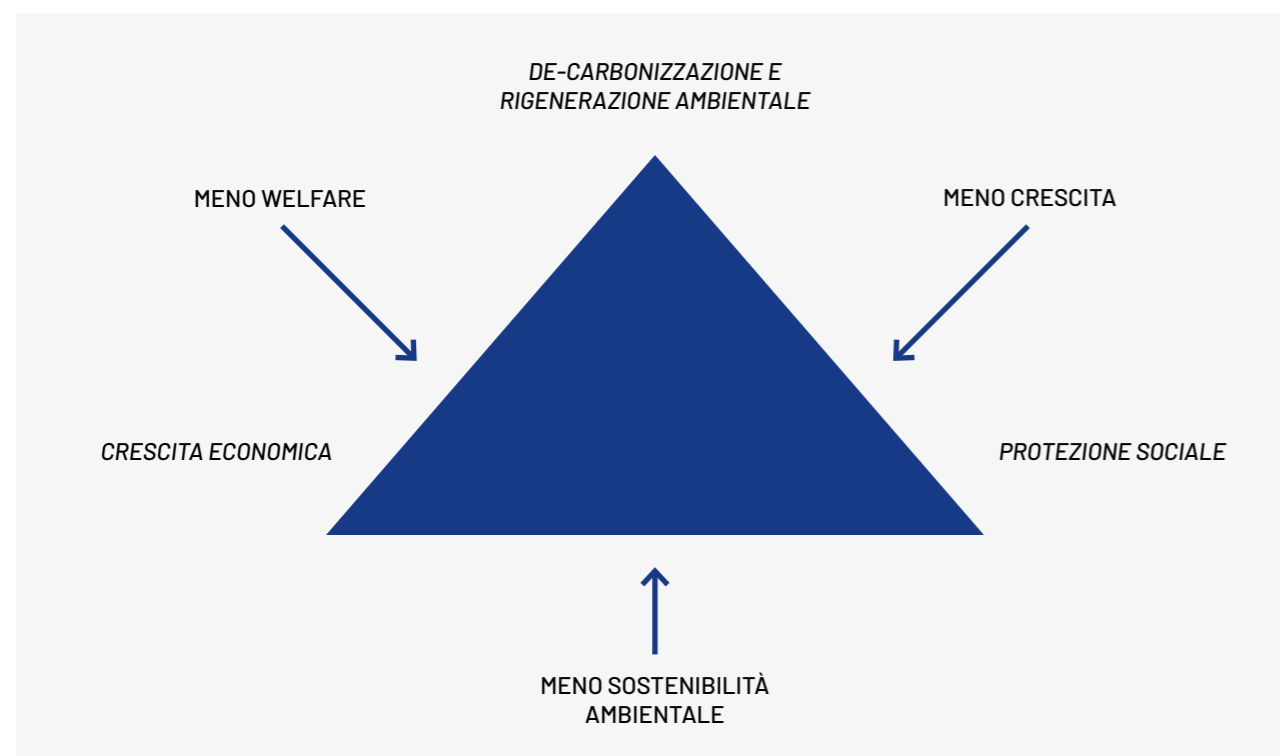 DE-CARBONIZZAZIONE E
RIGENERAZIONE AMBIENTALE
MENO WELFARE
MENO CRESCITA
CRESCITA ECONOMICA
PROTEZIONE SOCIALE
MENO SOSTENIBILITÀ
AMBIENTALE